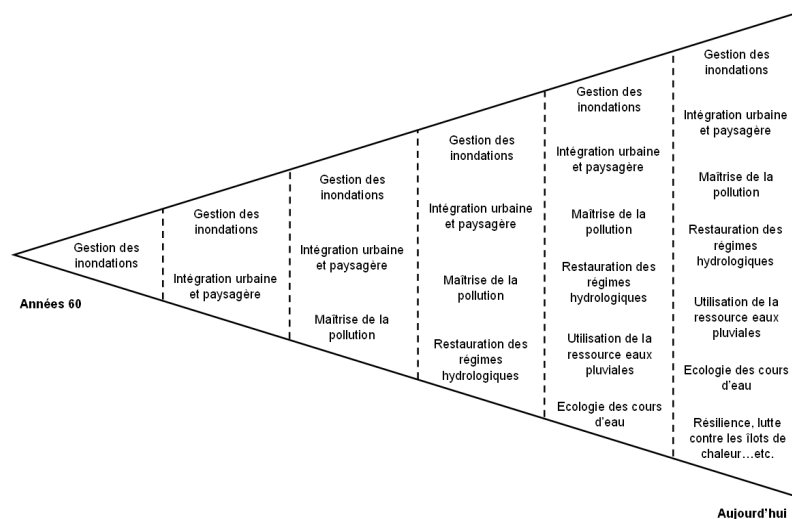 Gestion des
inondations
Années 60
Gestion des
inondations
Intégration urbaine
et paysagère
Gestion des
inondations
Intégration urbaine
et paysagère
Maîtrise de la
pollution
Gestion des
inondations
Intégration urbaine
et paysagère
Maîtrise de la
pollution
Restauration des
régimes
hydrologiques
Gestion des
inondations
Intégration urbaine
et paysagère
Maîtrise de la
pollution
Restauration des
régimes
hydrologiques
Utilisation de la
ressource eaux
pluviales
Ecologie des cours
d'eau
Gestion des
inondations
Intégration urbaine
et paysagère
Maîtrise de la
pollution
Restauration des
régimes
hydrologiques
Utilisation de la
ressource eaux
pluviales
Ecologie des cours
d'eau
Résilience, lutte
contre les îlots de
chaleur…etc.
Aujourd'hui